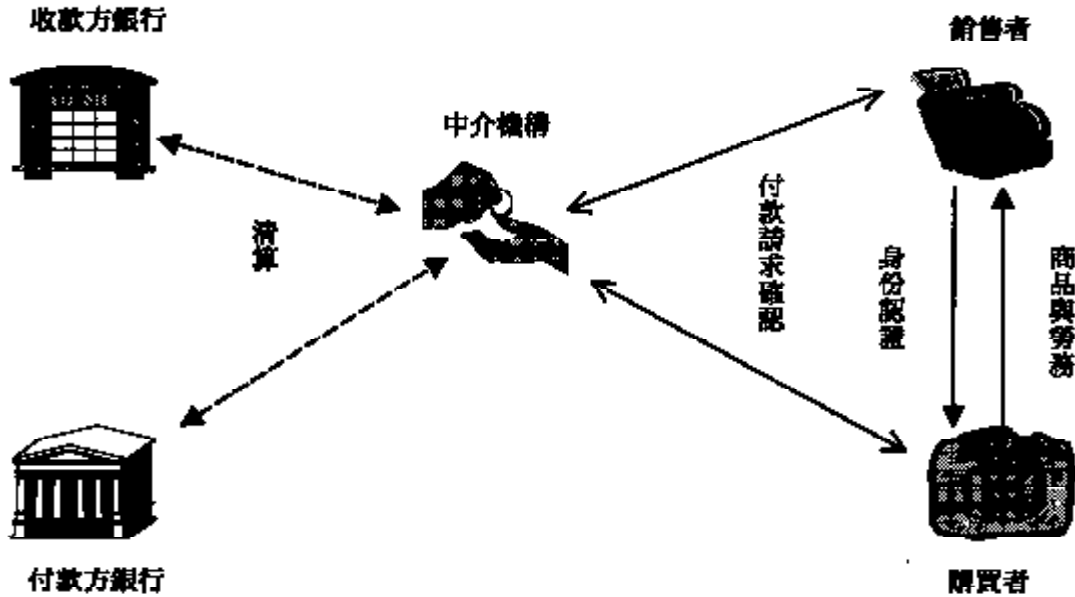 收款方銀行
銷售者
中介機構
清算
付款請求確認
身份認證
商品與勞務
付款方銀行
購買者